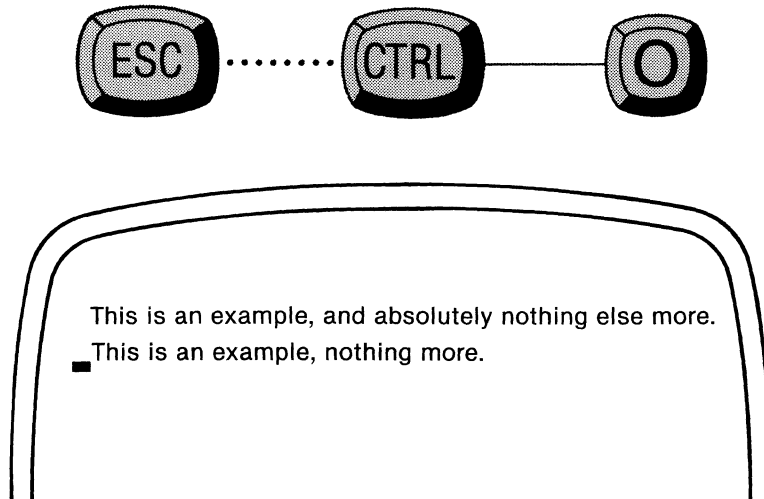 ESC CTRL O
This is an example, and absolutely nothing else more.
This is an example, nothing more.